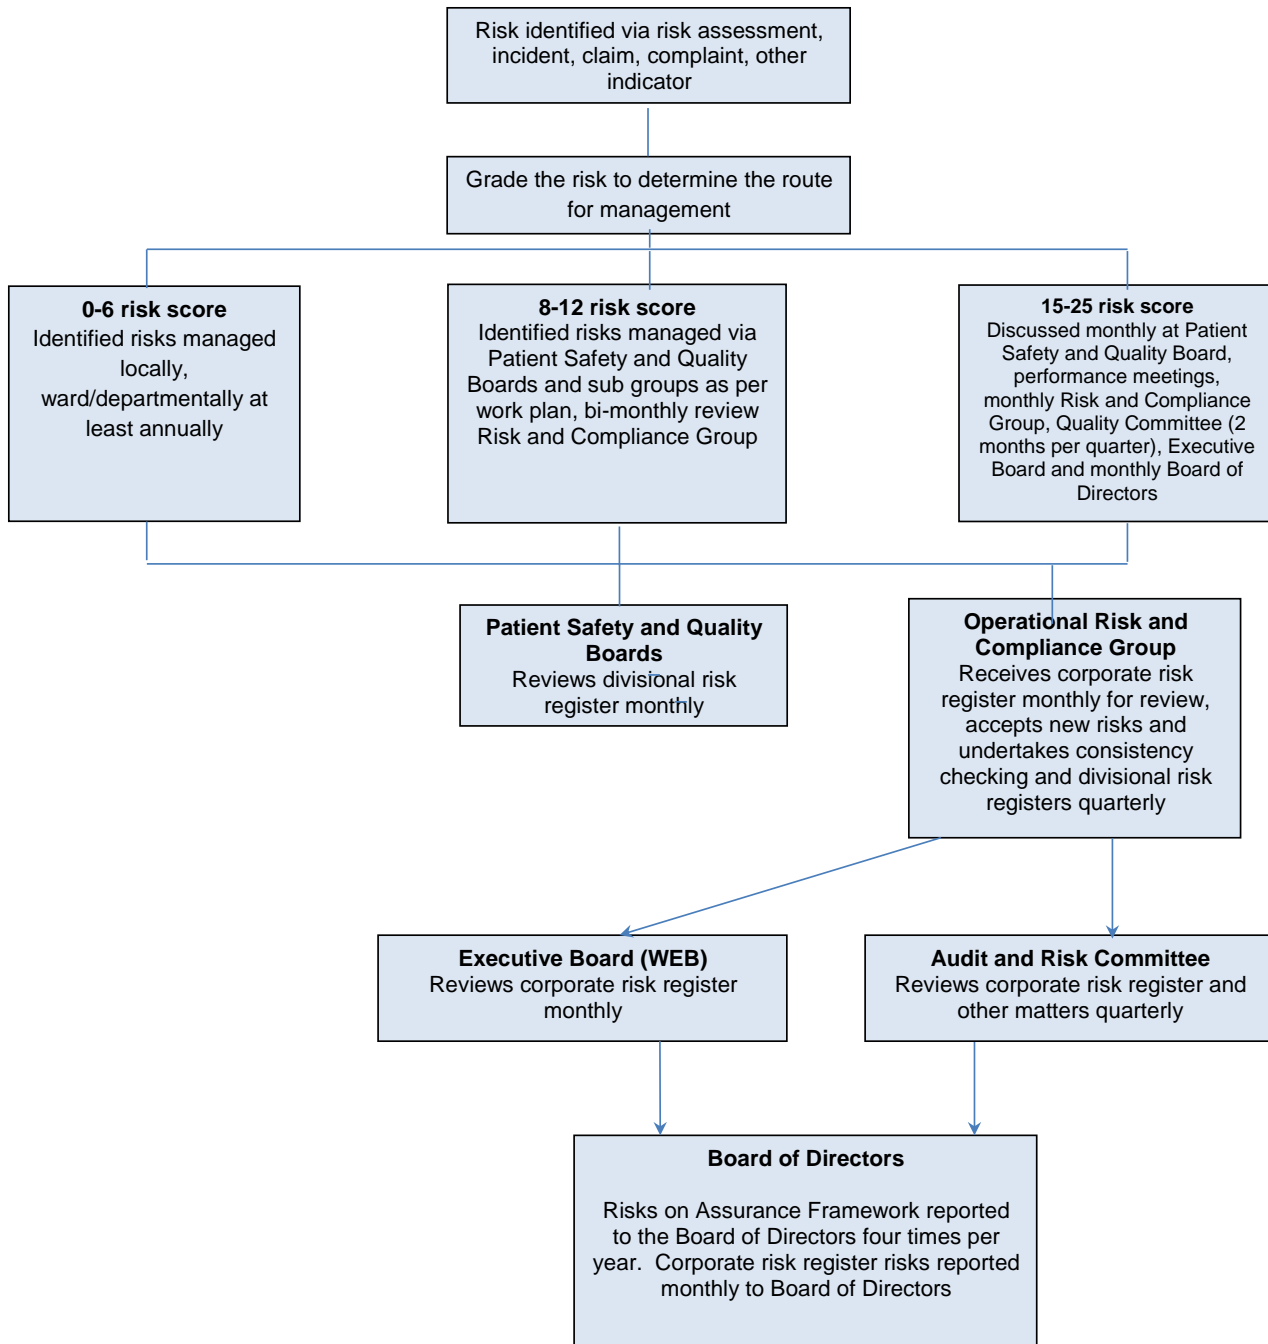 Risk identified via risk assessment,
incident, claim, complaint, other
indicator
Grade the risk to determine the route
for management
0-6 risk score
Identified risks managed
locally,
ward/departmentally at
least annually
8-12 risk score
Identified risks managed via
Patient Safety and Quality
Boards and sub groups as per
work plan, bi-monthly review
Risk and Compliance Group
15-25 risk score
Discussed monthly at Patient
Safety and Quality Board,
performance meetings,
monthly Risk and Compliance
Group, Quality Committee (2
months per quarter), Executive
Board and monthly Board of
Directors
Patient Safety and Quality
Boards
Reviews divisional risk
register monthly
Operational Risk and
Compliance Group
Receives corporate risk
register monthly for review,
accepts new risks and
undertakes consistency
checking and divisional risk
registers quarterly
Executive Board (WEB)
Reviews corporate risk register
monthly
Audit and Risk Committee
Reviews corporate risk register and
other matters quarterly
Board of Directors
Risks on Assurance Framework reported
to the Board of Directors four times per
year.  Corporate risk register risks reported
monthly to Board of Directors